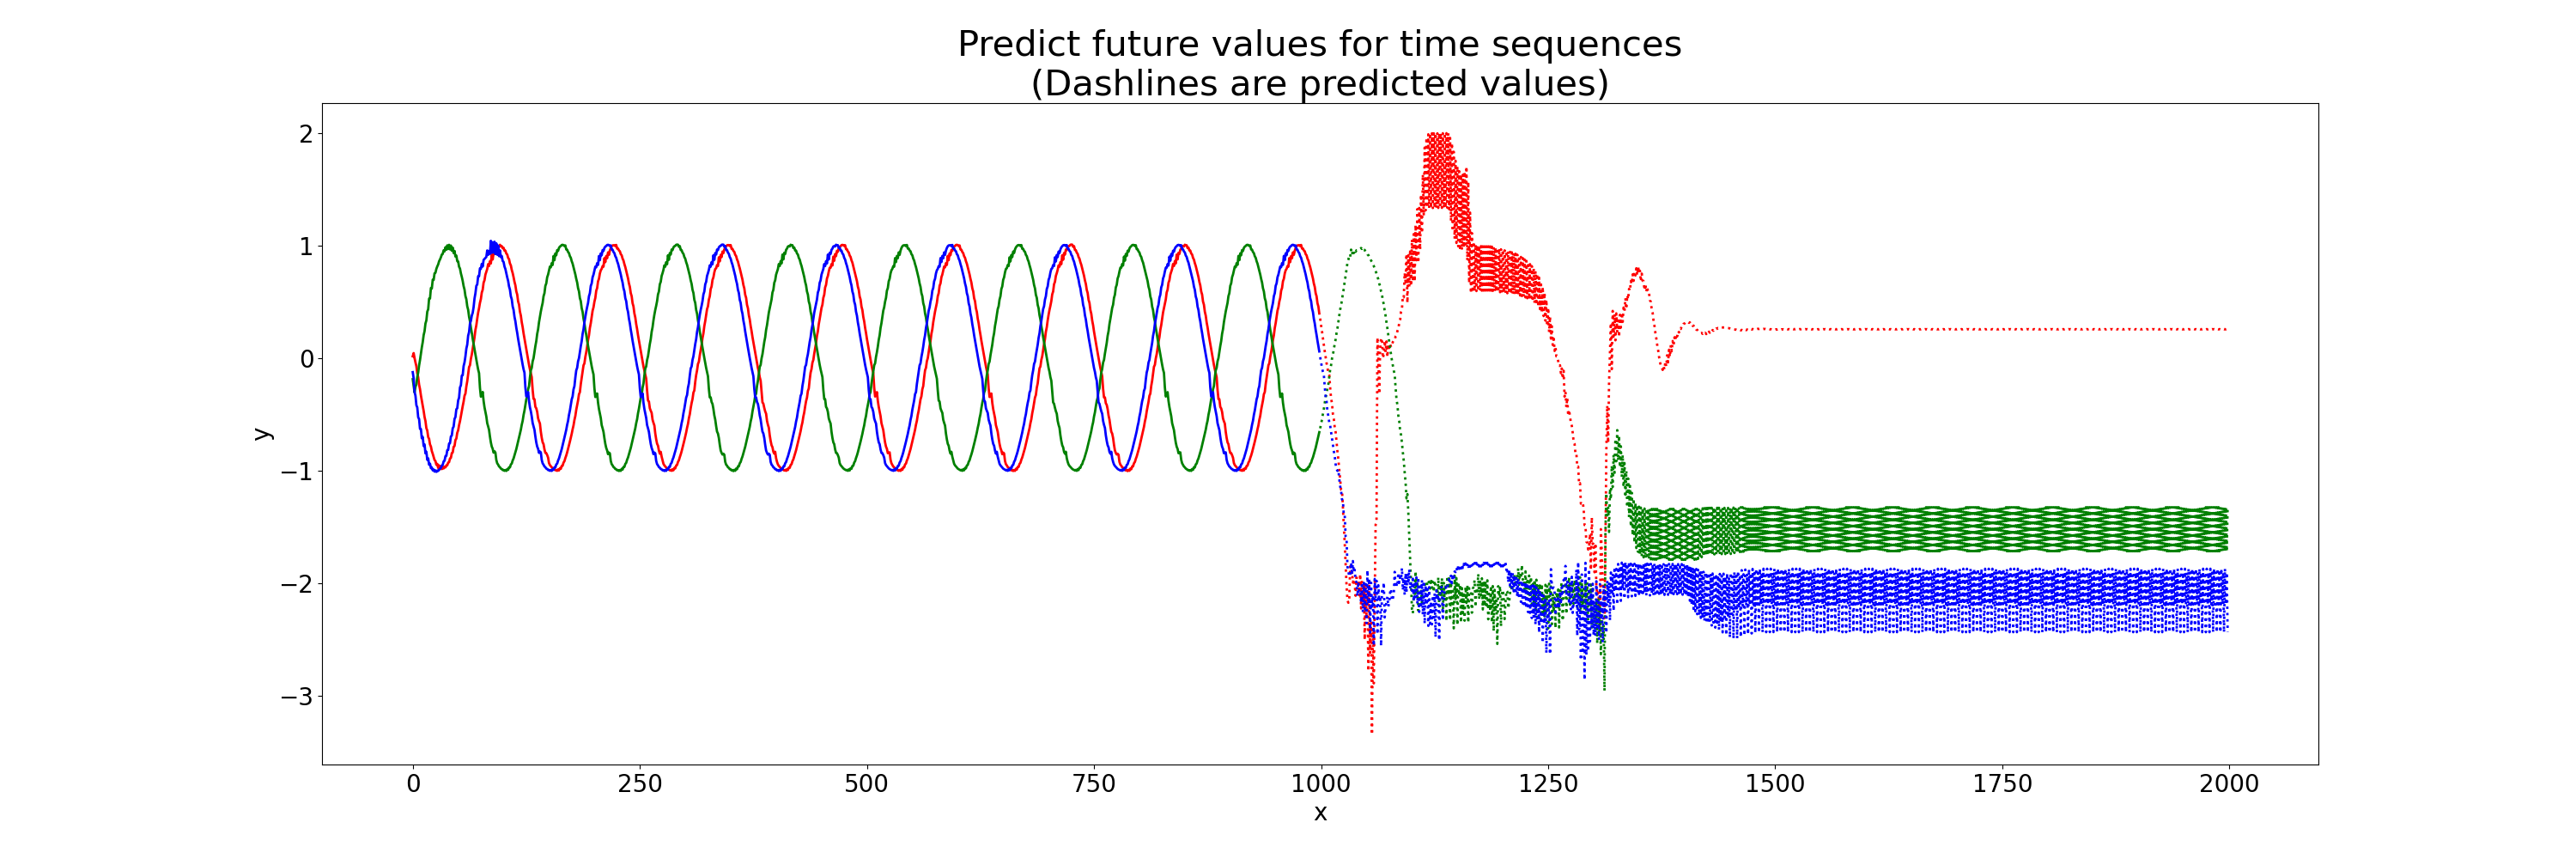 Predict future values for time sequences
(Dashlines are predicted values)
2
1
0
−1
−2
−3
y
0 250 500 750 1000 1250 1500 1750 2000
x